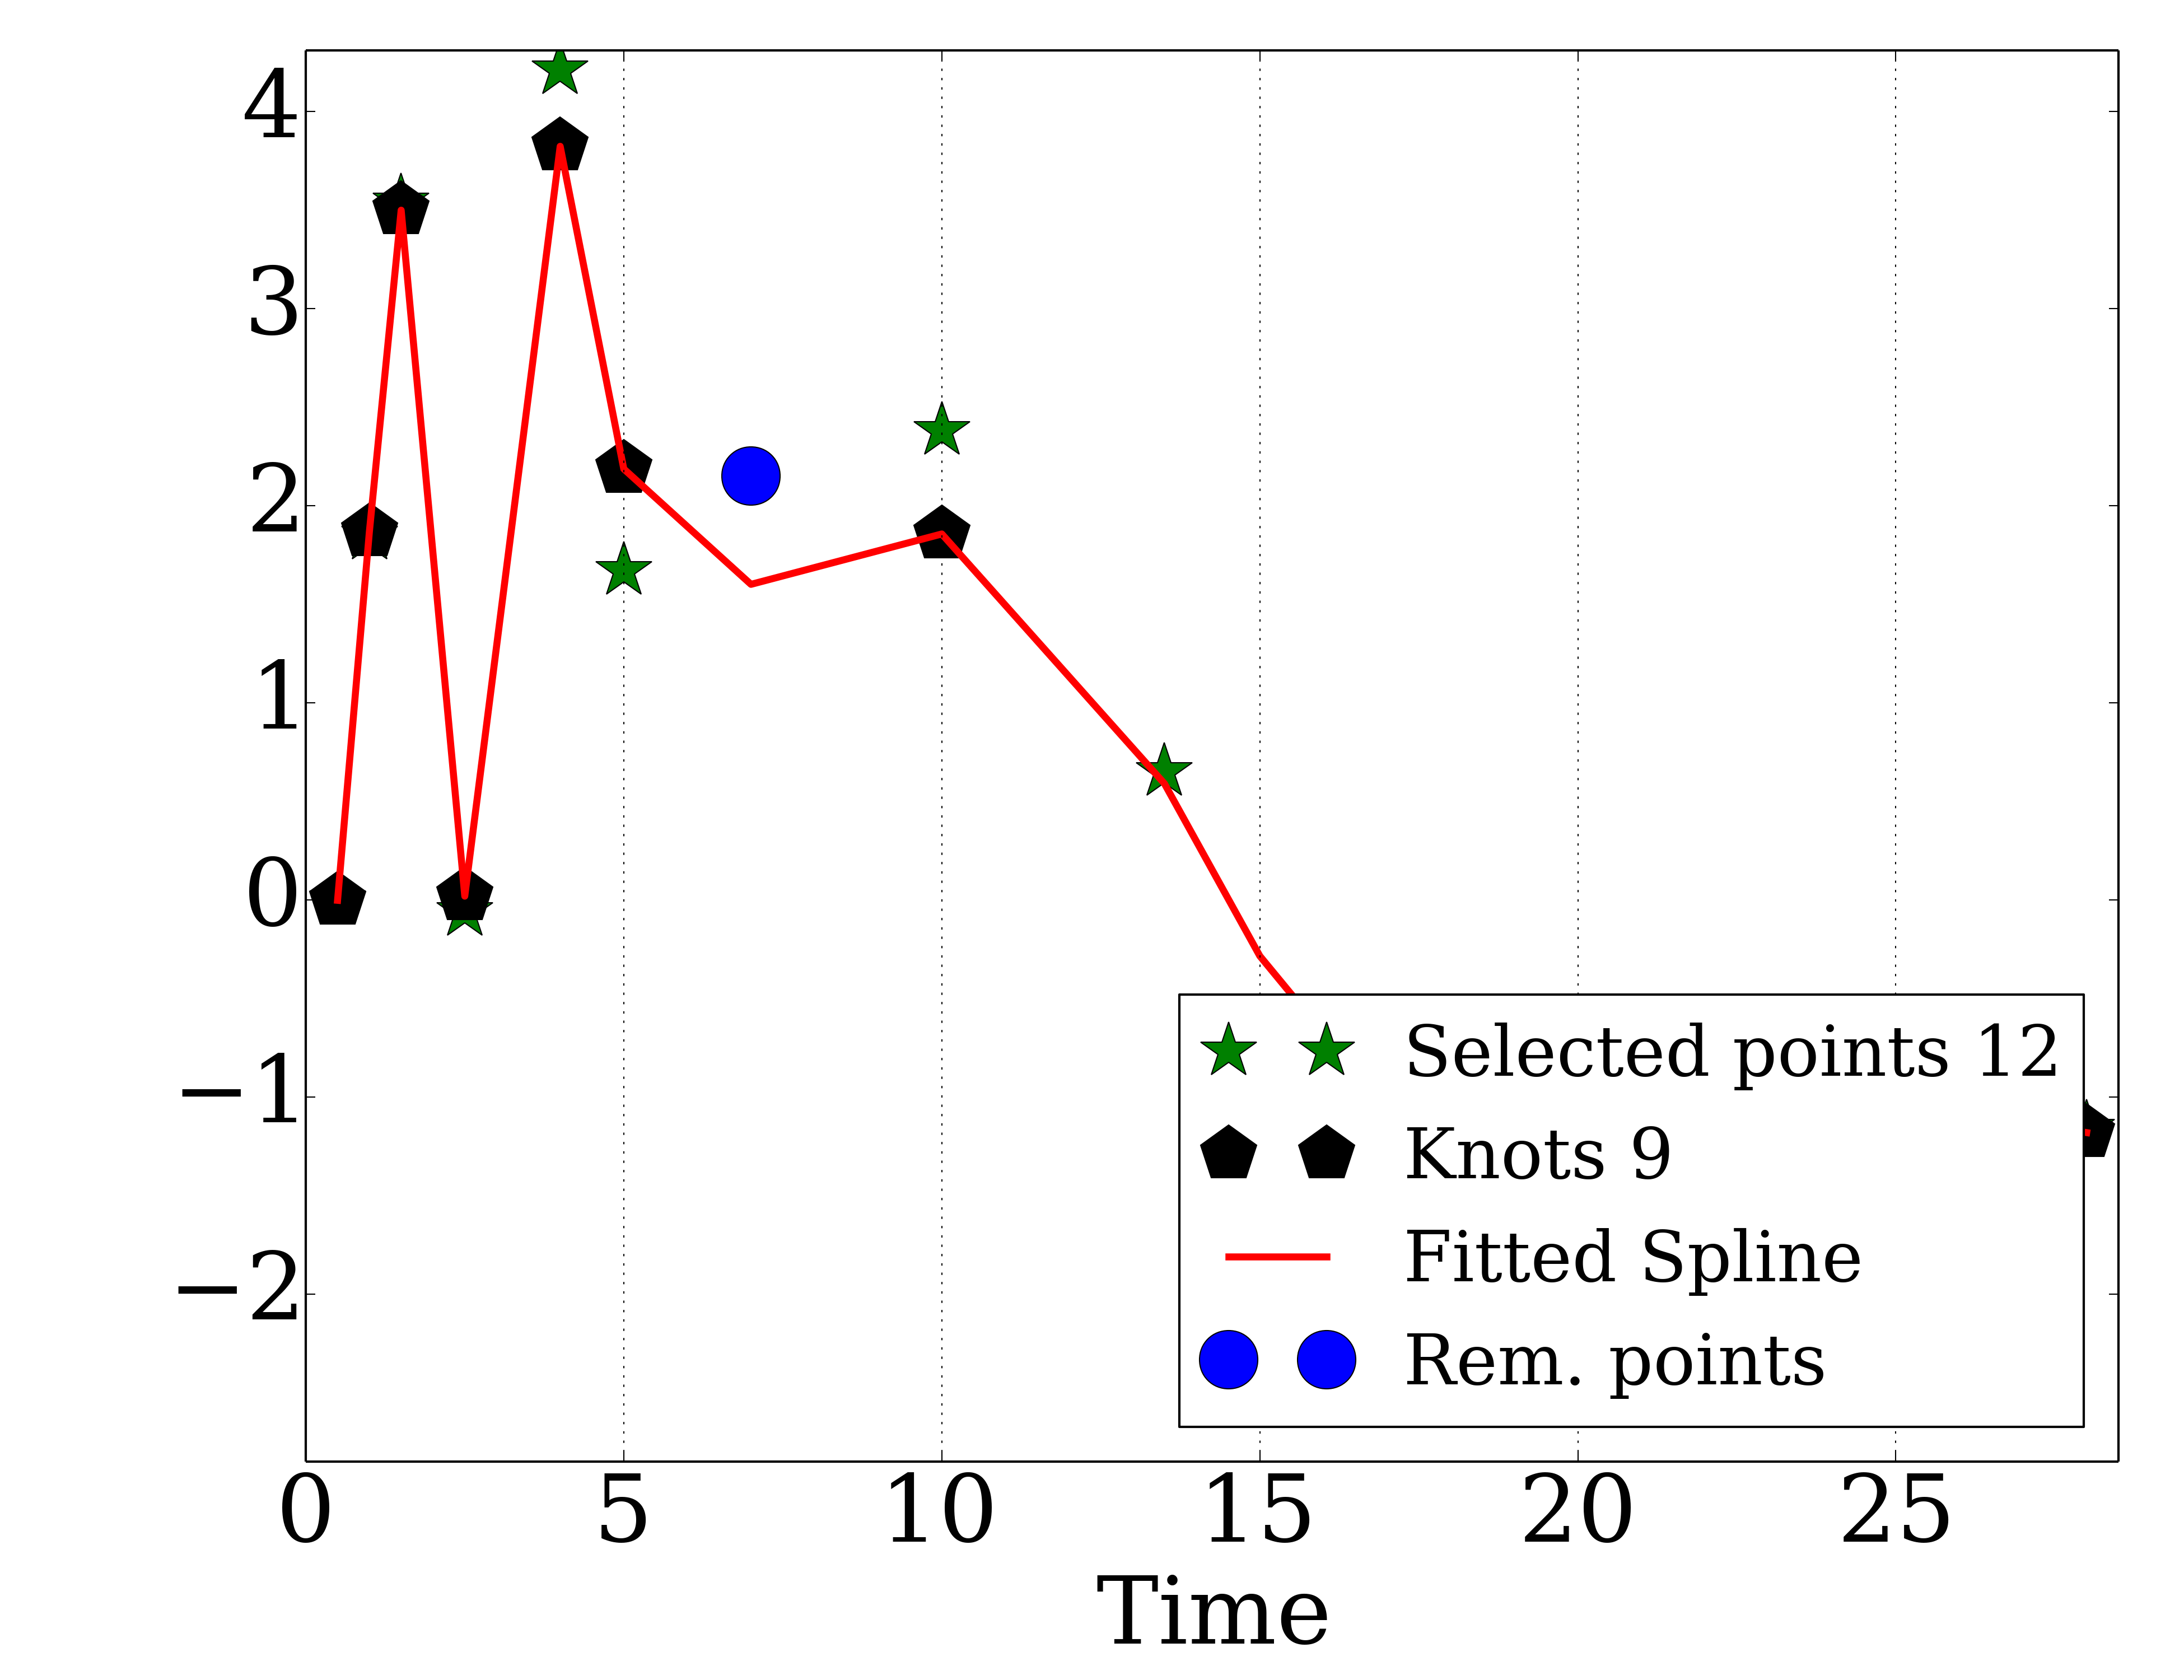 4
3
2
1
0
−1
−2
0 5 10 15 20 25
Time
Selected points 12
Knots 9
Fitted Spline
Rem. points